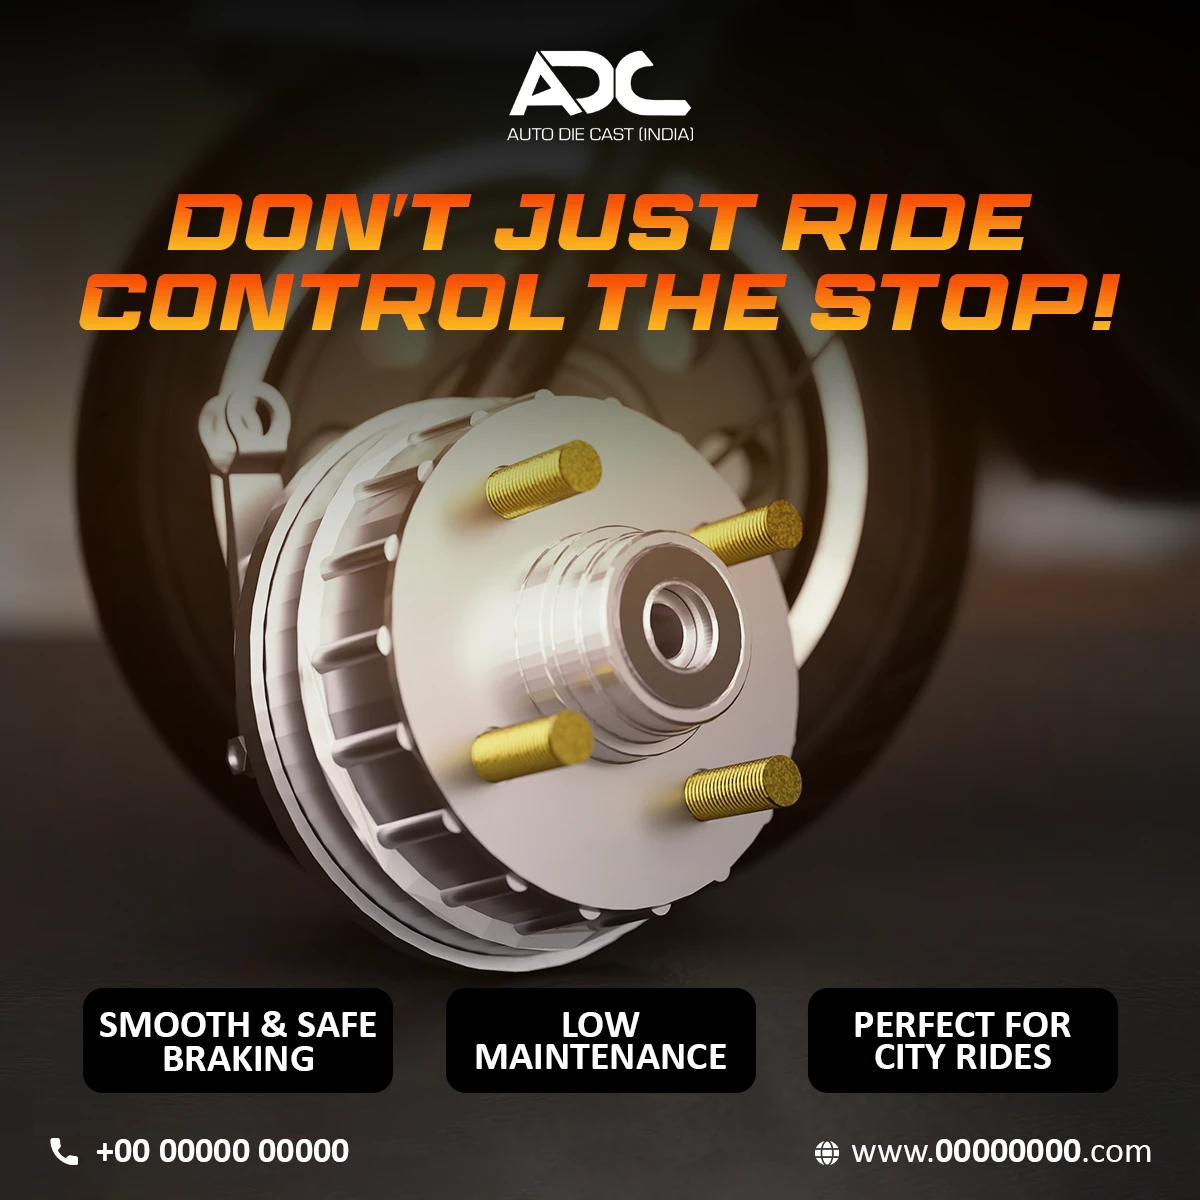 ADC
AUTO DIE CAST (INDIA)
DON'T JUST RIDE
CONTROL THE STOP!
SMOOTH & SAFE
BRAKING
LOW
MAINTENANCE
PERFECT FOR
CITY RIDES
+00 00000 00000
www.00000000.com